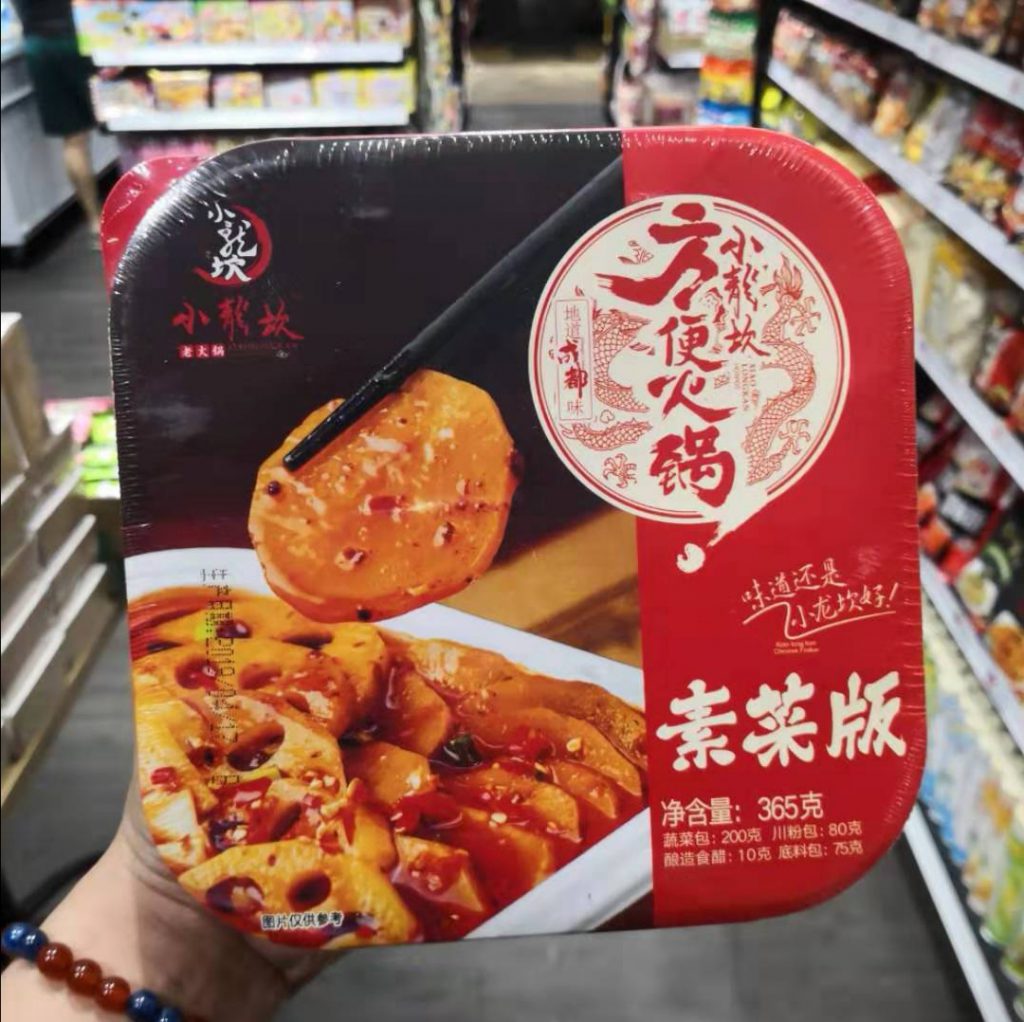 小龙坎
小龍坎
老火锅
小龍坎
方便火锅
地道成都味
味道还是
小龙坎好!
素菜版
净含量: 365克
蔬菜包: 200克 川粉包: 80克
酿造食醋: 10克 底料包: 75克
图片仅供参考